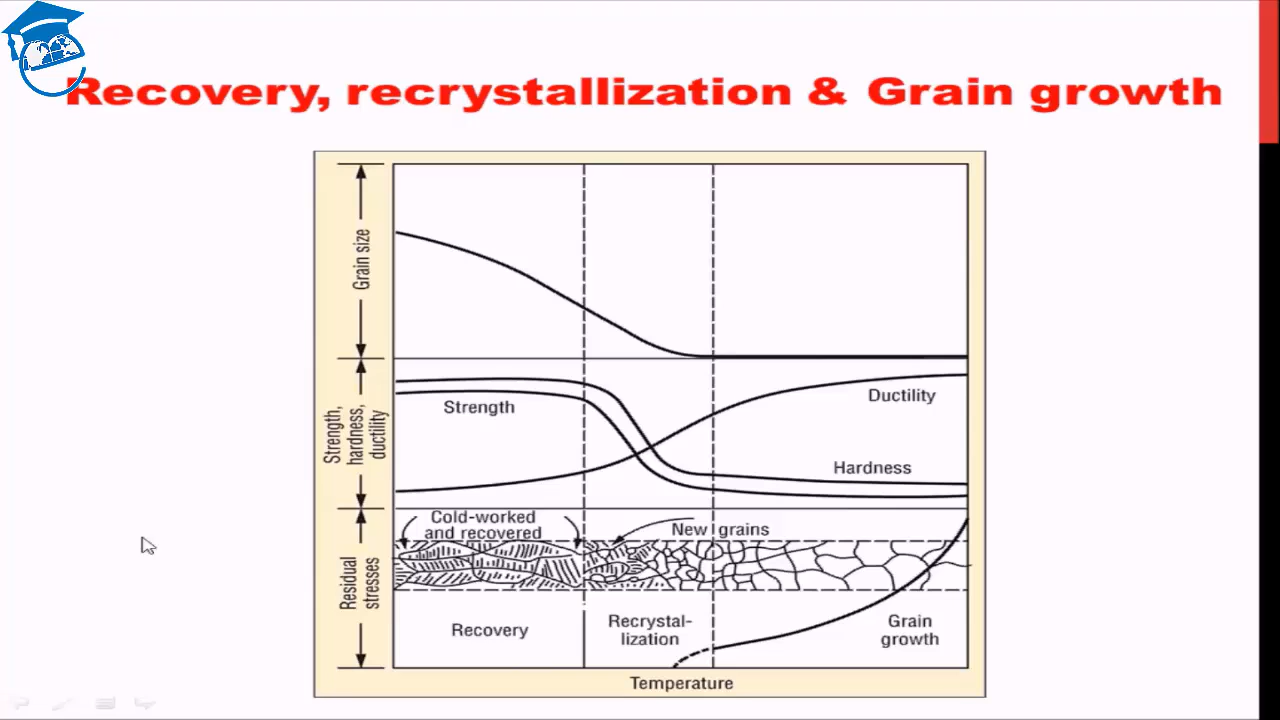 Recovery, recrystallization & Grain growth
Grain size
Strength,
hardness,
ductility
Strength
Ductility
Hardness
Residual
stresses
Cold-worked
and recovered
New grains
Recovery
Recrystal-
lization
Grain
growth
Temperature